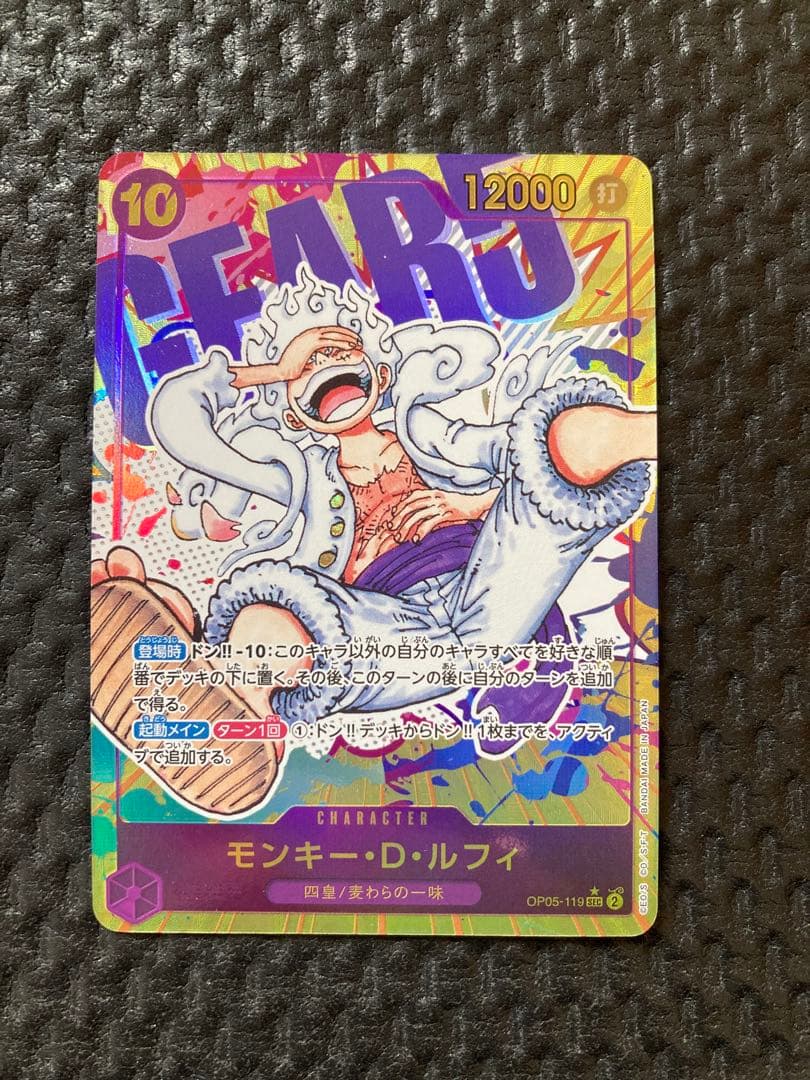 10
12000 打
GEAR5
登場時 ドン!! -10:このキャラ以外の自分のキャラすべてを好きな順
番でデッキの下に置く。その後、このターンの後に自分のターンを追加
で得る。
起動メイン ターン1回 ①:ドン!!デッキからドン!!1枚までを、アクティ
ブで追加する。
CHARACTER
モンキー・D・ルフィ
四皇/麦わらの一味
OP05-119 SEC 2
BANDAI MADE IN JAPAN